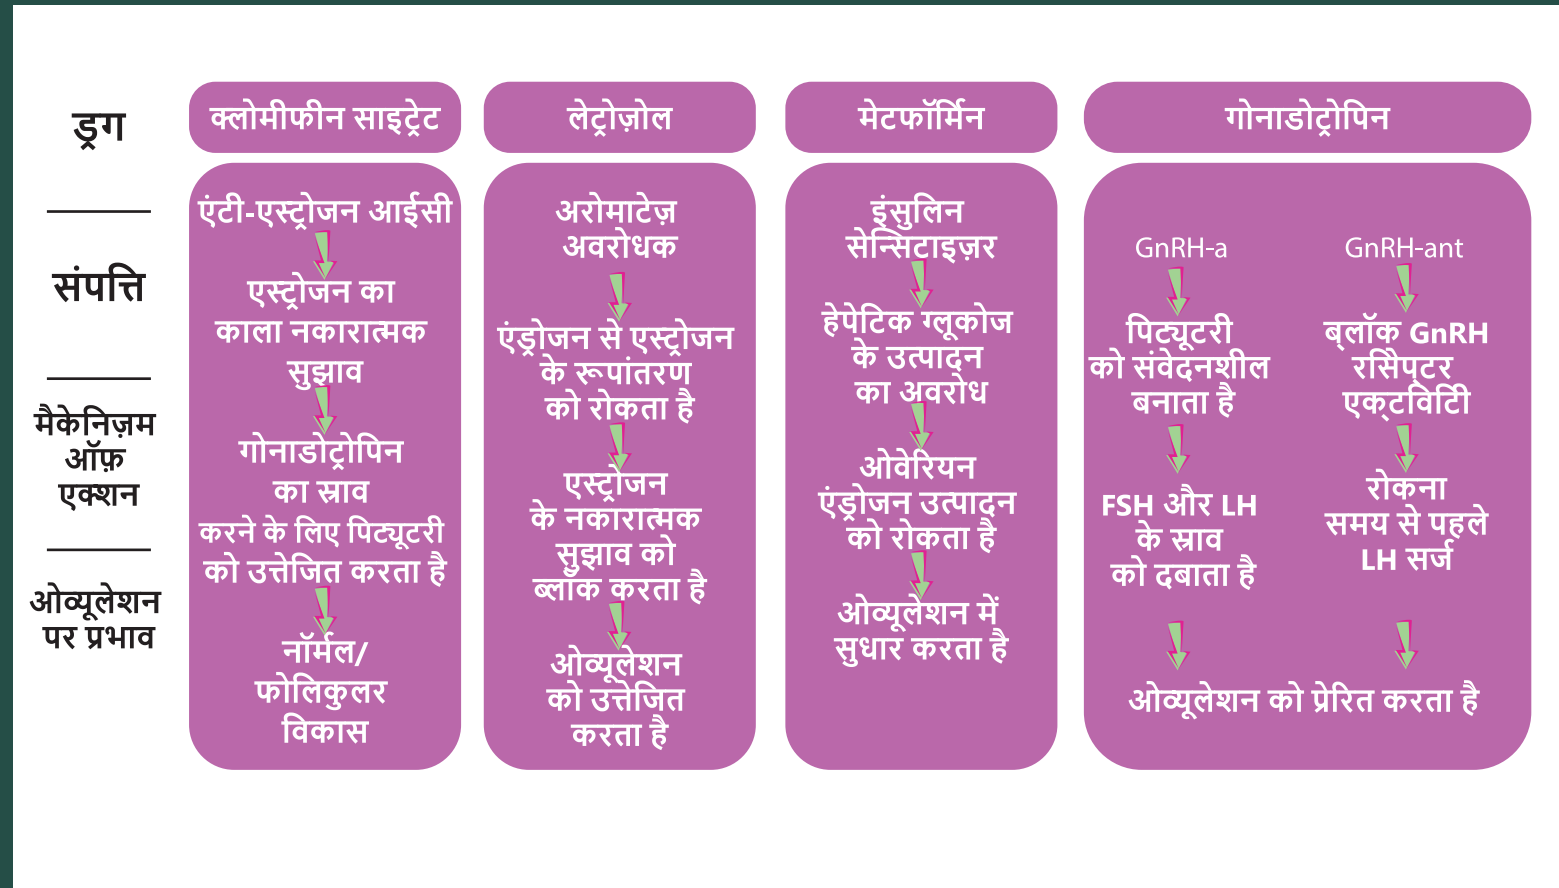 ड्रग
संपत्ति
मैकेनिज़म
ऑफ़
एक्शन
ओव्यूलेशन
पर प्रभाव
क्लोमीफीन साइट्रेट
एंटी-एस्ट्रोजन आईसी
एस्ट्रोजन का
काला नकारात्मक
सुझाव
गोनाडोट्रोपिन
का स्राव
करने के लिए पिट्यूटरी
को उत्तेजित करता है
नॉर्मल/
फोलिकुलर
विकास
लेट्रोज़ोल
अरोमाटेज़
अवरोधक
एंड्रोजन से एस्ट्रोजन
के रूपांतरण
को रोकता है
एस्ट्रोजन
के नकारात्मक
सुझाव को
ब्लॉक करता है
ओव्यूलेशन
को उत्तेजित
करता है
मेटफॉर्मिन
इंसुलिन
सेन्सिटाइज़र
हेपेटिक ग्लूकोज
के उत्पादन
का अवरोध
ओवेरियन
एंड्रोजन उत्पादन
को रोकता है
ओव्यूलेशन में
सुधार करता है
गोनाडोट्रोपिन
GnRH-a
पिट्यूटरी
को संवेदनशील
बनाता है
FSH और LH
के स्राव
को दबाता है
GnRH-ant
ब्लॉक GnRH
रसिेप्टर
एक्टविटिी
रोकना
समय से पहले
LH सर्ज
ओव्यूलेशन को प्रेरित करता है